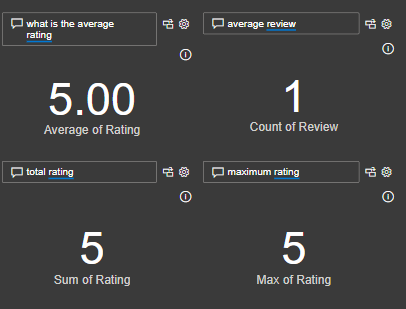 what is the average
rating
average review
5.00
Average of Rating
1
Count of Review
total rating
maximum rating
5
Sum of Rating
5
Max of Rating